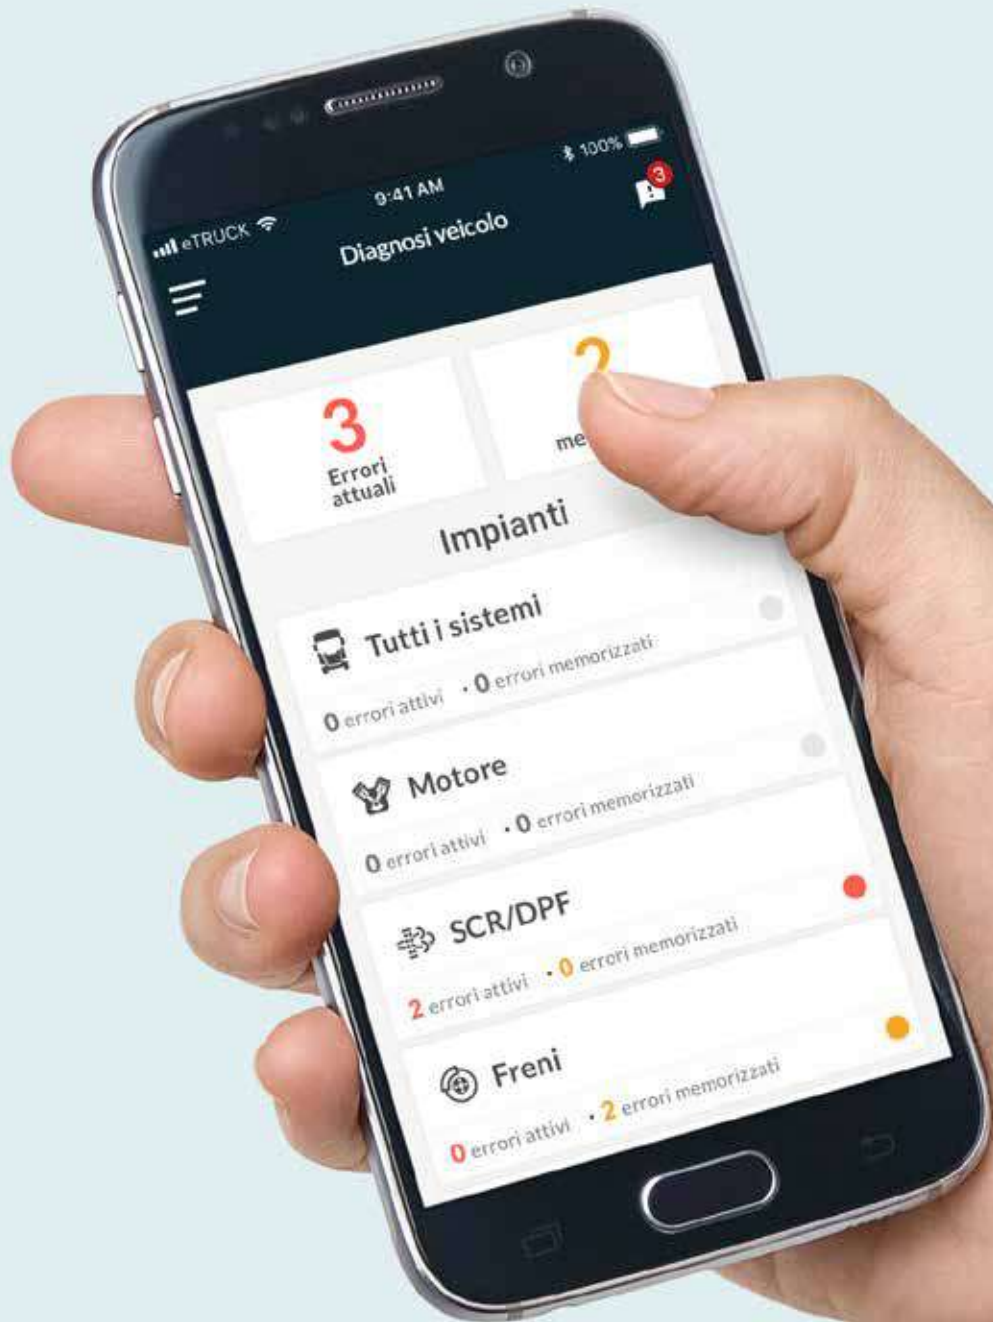 eTRUCK
9:41 AM
100%
Diagnosi veicolo
3
3
Errori
attuali
2
Impianti
Tutti i sistemi
0 errori attivi · 0 errori memorizzati
Motore
0 errori attivi · 0 errori memorizzati
SCR/DPF
2 errori attivi · 0 errori memorizzati
Freni
0 errori attivi · 2 errori memorizzati